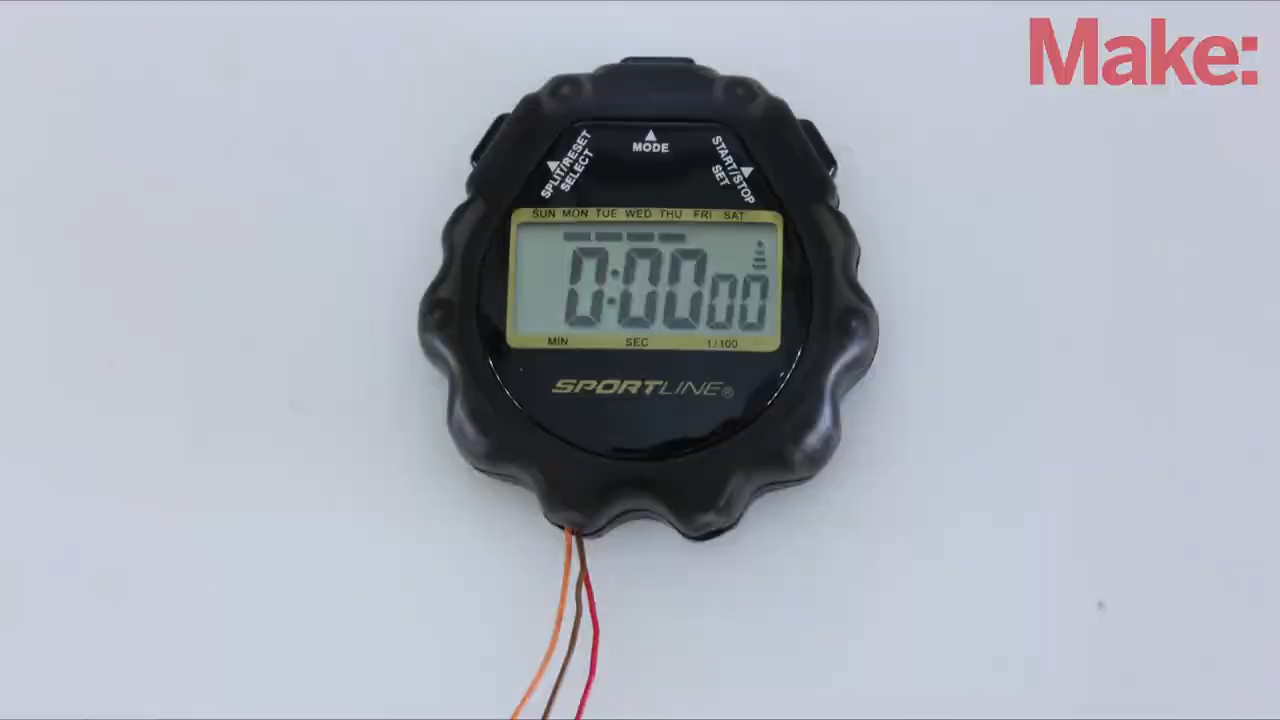 Make:
MODE
SPLIT/RESET
SELECT
START/STOP
SET
SUN MON TUE WED THU FRI SAT
0:00 00
MIN SEC 1/100
SPORTLINE®